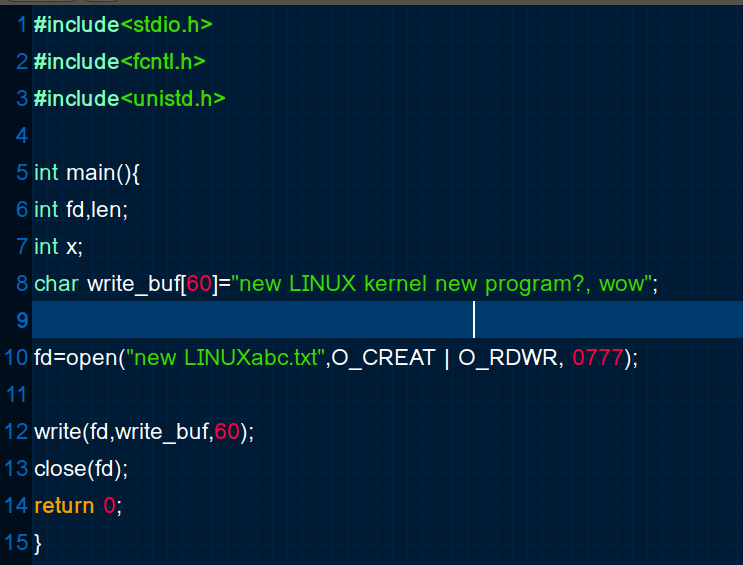 1 #include<stdio.h>
2 #include<fcntl.h>
3 #include<unistd.h>
4
5 int main(){
6 int fd,len;
7 int x;
8 char write_buf[60]="new LINUX kernel new program?, wow";
9
10 fd=open("new LINUXabc.txt",O_CREAT | O_RDWR, 0777);
11
12 write(fd,write_buf,60);
13 close(fd);
14 return 0;
15 }